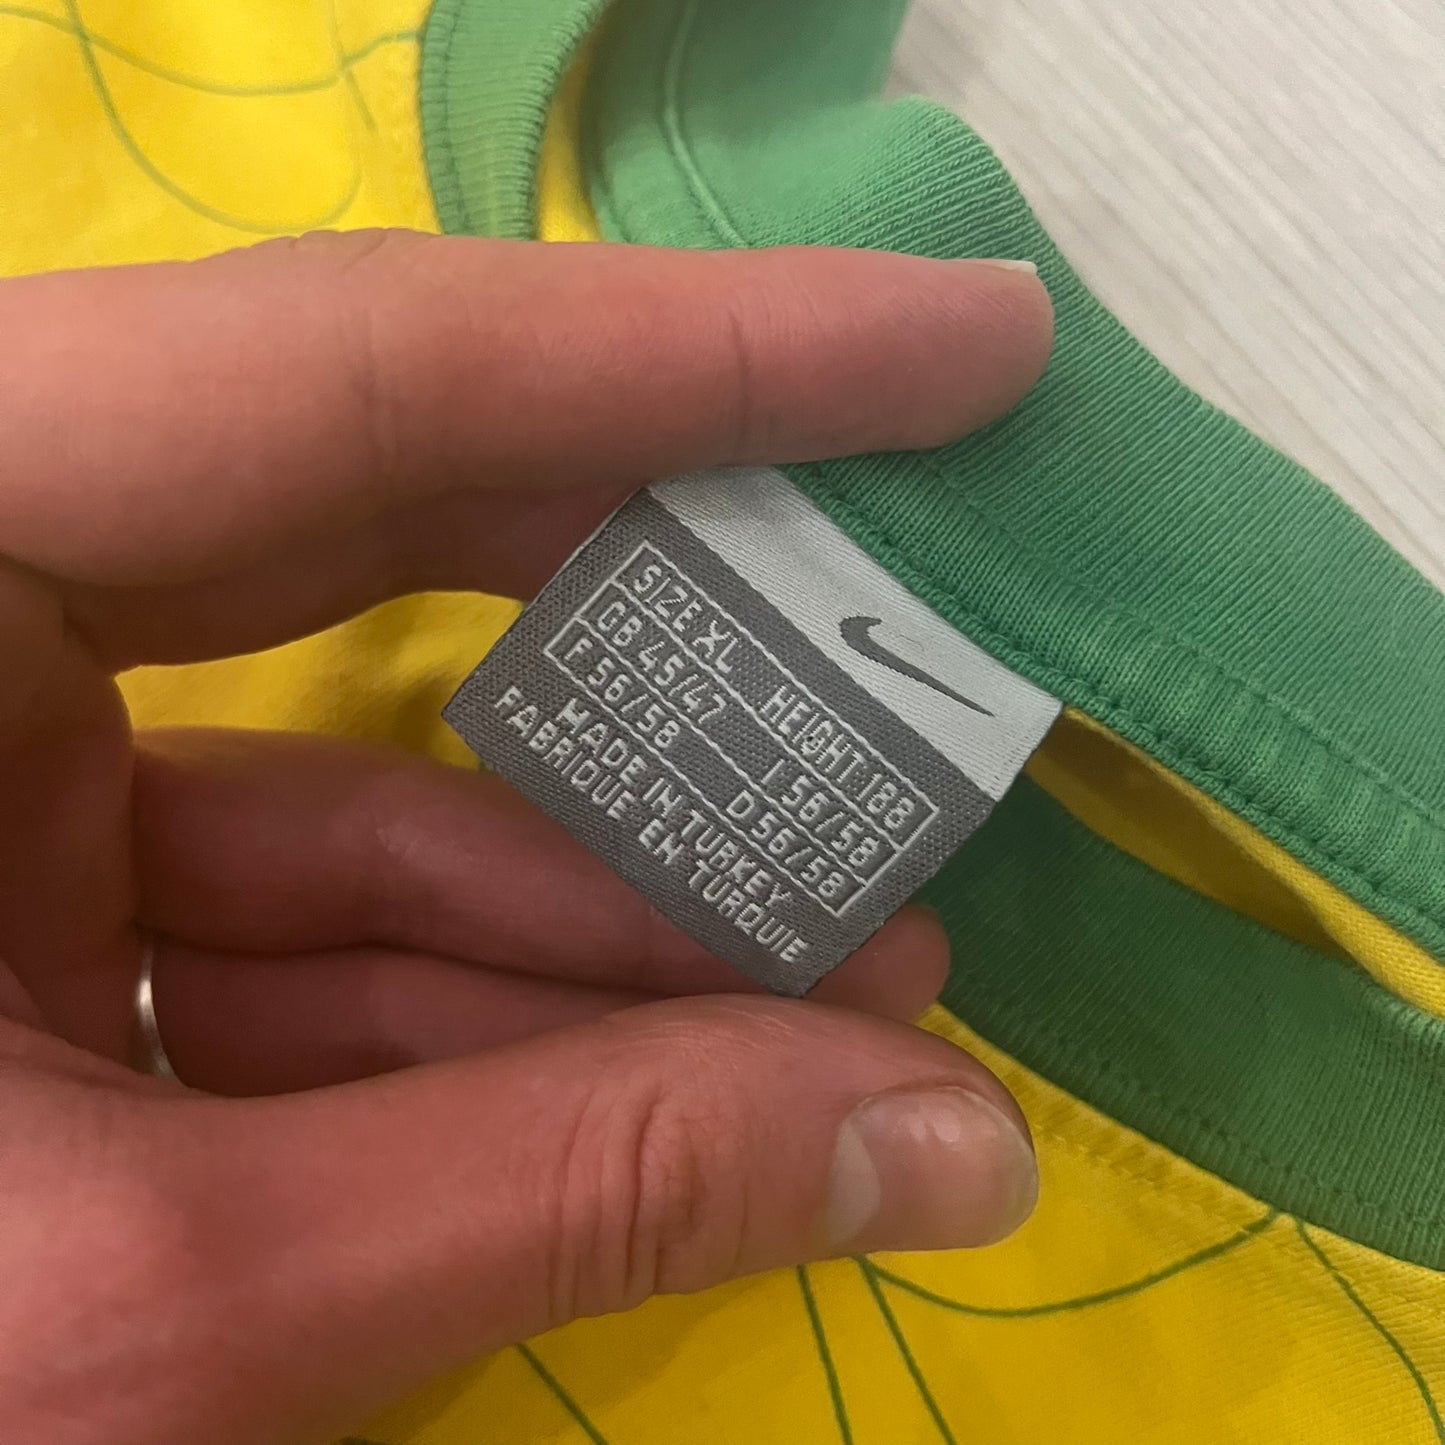 SIZE XL HEIGHT 188
GB 45/47 I 56/58
F 56/58 D 56/58
MADE IN TURKEY
FABRIQUE EN TURQUIE